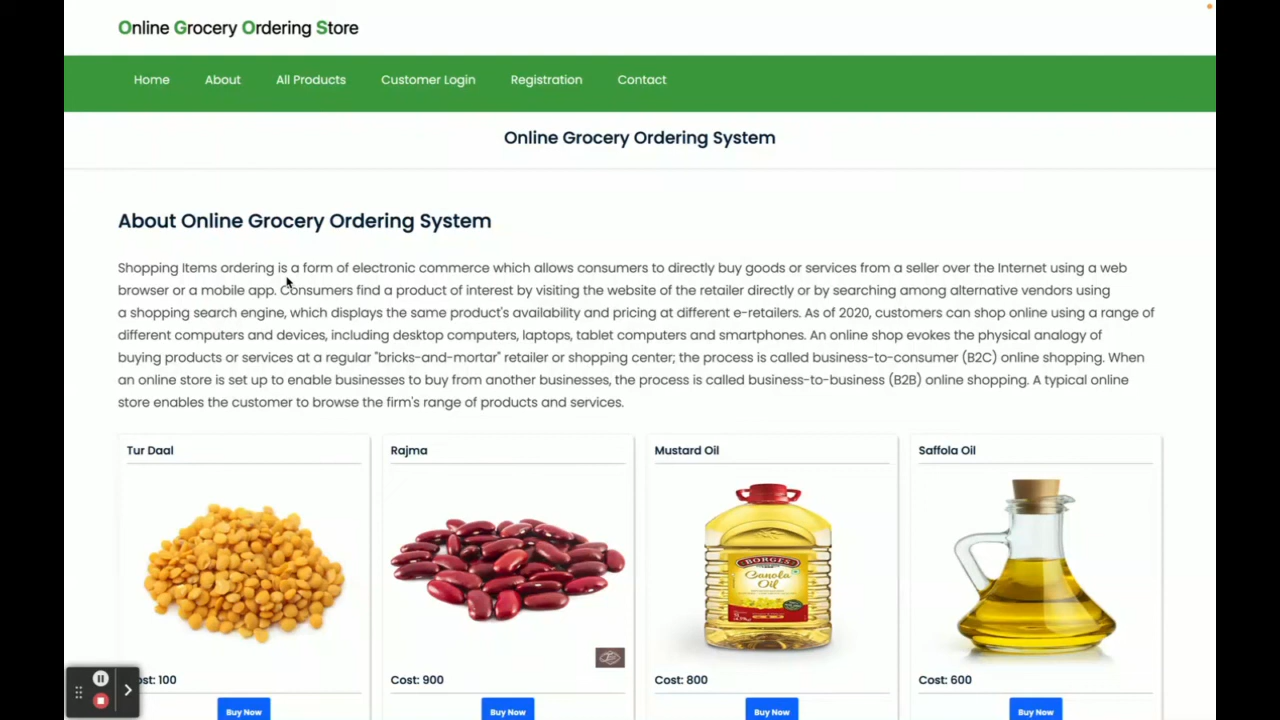 Online Grocery Ordering Store
Home About All Products Customer Login Registration Contact
Online Grocery Ordering System
About Online Grocery Ordering System
Shopping Items ordering is a form of electronic commerce which allows consumers to directly buy goods or services from a seller over the Internet using a web
browser or a mobile app. Consumers find a product of interest by visiting the website of the retailer directly or by searching among alternative vendors using
a shopping search engine, which displays the same product's availability and pricing at different e-retailers. As of 2020, customers can shop online using a range of
different computers and devices, including desktop computers, laptops, tablet computers and smartphones. An online shop evokes the physical analogy of
buying products or services at a regular "bricks-and-mortar" retailer or shopping center; the process is called business-to-consumer (B2C) online shopping. When
an online store is set up to enable businesses to buy from another businesses, the process is called business-to-business (B2B) online shopping. A typical online
store enables the customer to browse the firm's range of products and services.
Tur Daal Rajma Mustard Oil Saffola Oil
BORGES
Canola
Oil
ost: 100 Cost: 900 Cost: 800 Cost: 600
Buy Now Buy Now Buy Now Buy Now